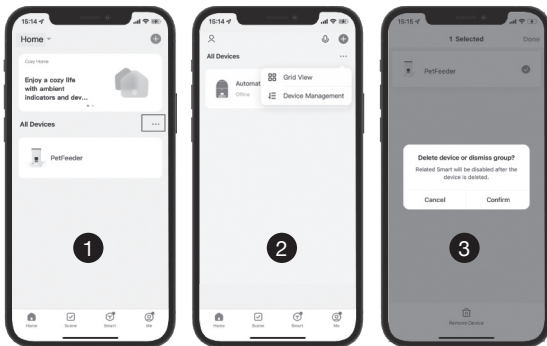 15:14
Home
Cozy Home
Enjoy a cozy life
with ambient
indicators and dev...
All Devices
...
PetFeeder
1
Home
Scene
Smart
Me
15:14
All Devices
...
Automat
Offline
Grid View
Device Management
2
Home
Scene
Smart
Me
15:15
1 Selected
Done
PetFeeder
Delete device or dismiss group?
Related Smart will be disabled after the
device is deleted.
Cancel
Confirm
3
Remove Device